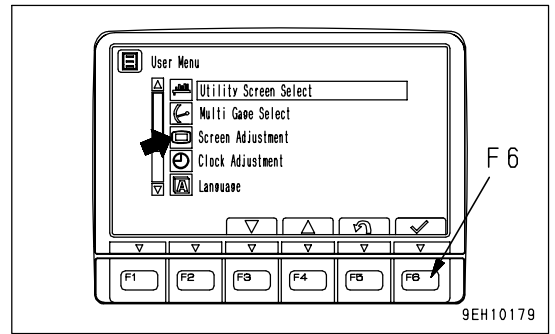 User Menu
Utility Screen Select
Multi Gage Select
Screen Adjustment
Clock Adjustment
A Language
F6
F1 F2 F3 F4 F5 F6
9EH10179